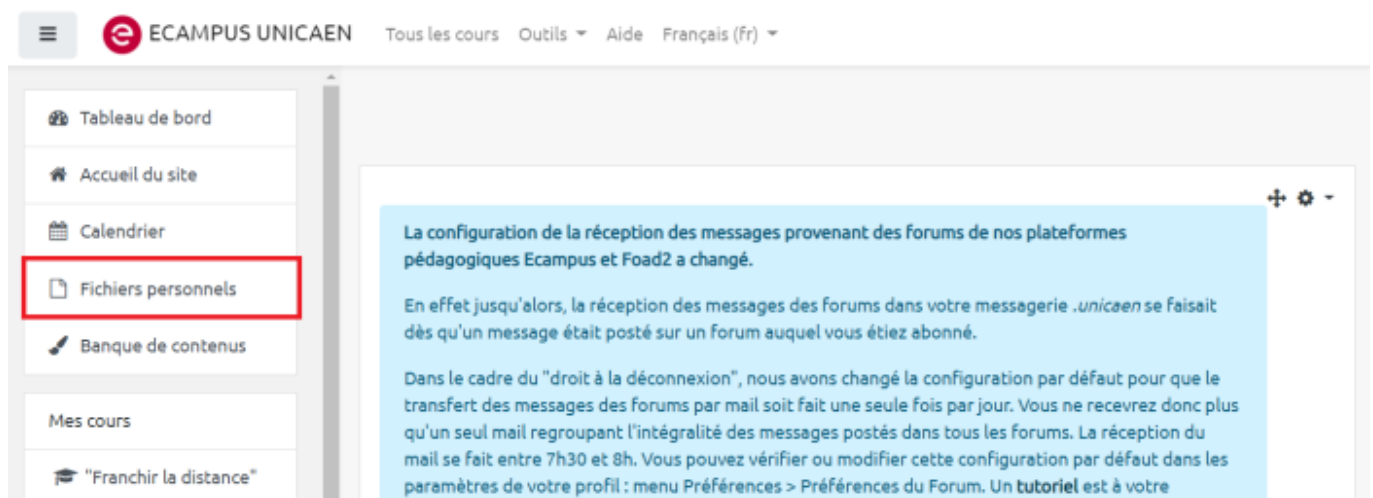 ECAMPUS UNICAEN Tous les cours Outils Aide Français (fr)
Tableau de bord
Accueil du site
Calendrier
Fichiers personnels
Banque de contenus
Mes cours
"Franchir la distance"
La configuration de la réception des messages provenant des forums de nos plateformes
pédagogiques Ecampus et Foad2 a changé.
En effet jusqu'alors, la réception des messages des forums dans votre messagerie .unicaen se faisait
dès qu'un message était posté sur un forum auquel vous étiez abonné.
Dans le cadre du "droit à la déconnexion", nous avons changé la configuration par défaut pour que le
transfert des messages des forums par mail soit fait une seule fois par jour. Vous ne recevrez donc plus
qu'un seul mail regroupant l'intégralité des messages postés dans tous les forums. La réception du
mail se fait entre 7h30 et 8h. Vous pouvez vérifier ou modifier cette configuration par défaut dans les
paramètres de votre profil : menu Préférences > Préférences du Forum. Un tutoriel est à votre